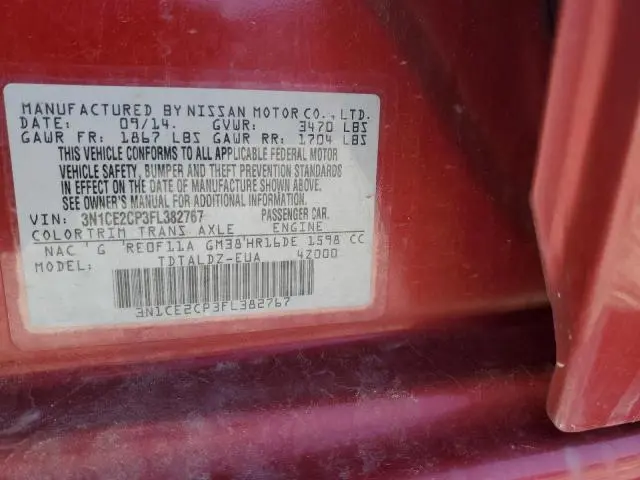 MANUFACTURED BY NISSAN MOTOR CO., LTD.
DATE: 09/14. GVWR: 3470 LBS
GAWR FR: 1867 LBS GAWR RR: 1704 LBS
THIS VEHICLE CONFORMS TO ALL APPLICABLE FEDERAL MOTOR
VEHICLE SAFETY, BUMPER AND THEFT PREVENTION STANDARDS
IN EFFECT ON THE DATE OF MANUFACTURE SHOWN ABOVE.
SEE OWNER'S MANUAL FOR ADDITIONAL INFORMATION
VIN: 3N1CE2CP3FL382767 PASSENGER CAR.
COLOR TRIM TRANS AXLE ENGINE
NAC G RE0F11A GM38 HR16DE 1598 CC
MODEL: TDTALDZ-EUA 42000
3N1CE2CP3FL382767